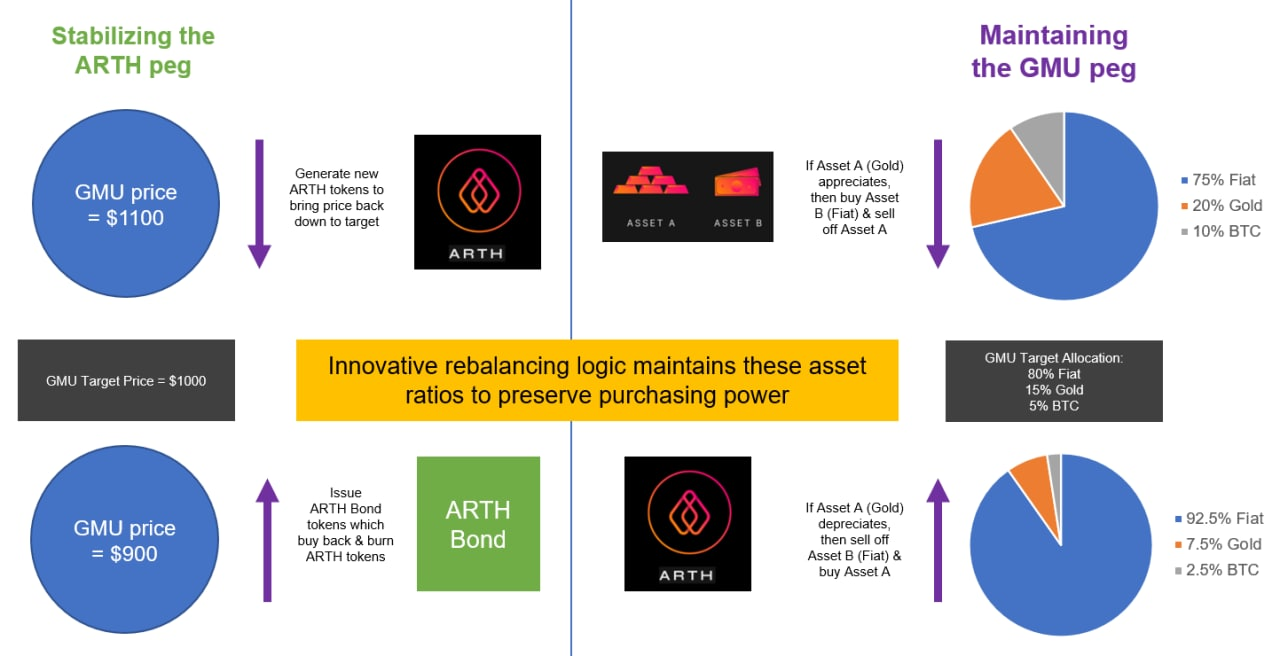 Stabilizing the
ARTH peg
GMU price
= $1100
Generate new
ARTH tokens to
bring price back
down to target
ARTH
GMU Target Price = $1000
GMU price
= $900
Issue
ARTH Bond
tokens which
buy back & burn
ARTH tokens
ARTH
Bond
Innovative rebalancing logic maintains these asset
ratios to preserve purchasing power
Maintaining
the GMU peg
ASSET A
ASSET B
If Asset A (Gold)
appreciates,
then buy Asset
B (Fiat) & sell
off Asset A
75% Fiat
20% Gold
10% BTC
GMU Target Allocation:
80% Fiat
15% Gold
5% BTC
ARTH
If Asset A (Gold)
depreciates,
then sell off
Asset B (Fiat) &
buy Asset A
92.5% Fiat
7.5% Gold
2.5% BTC